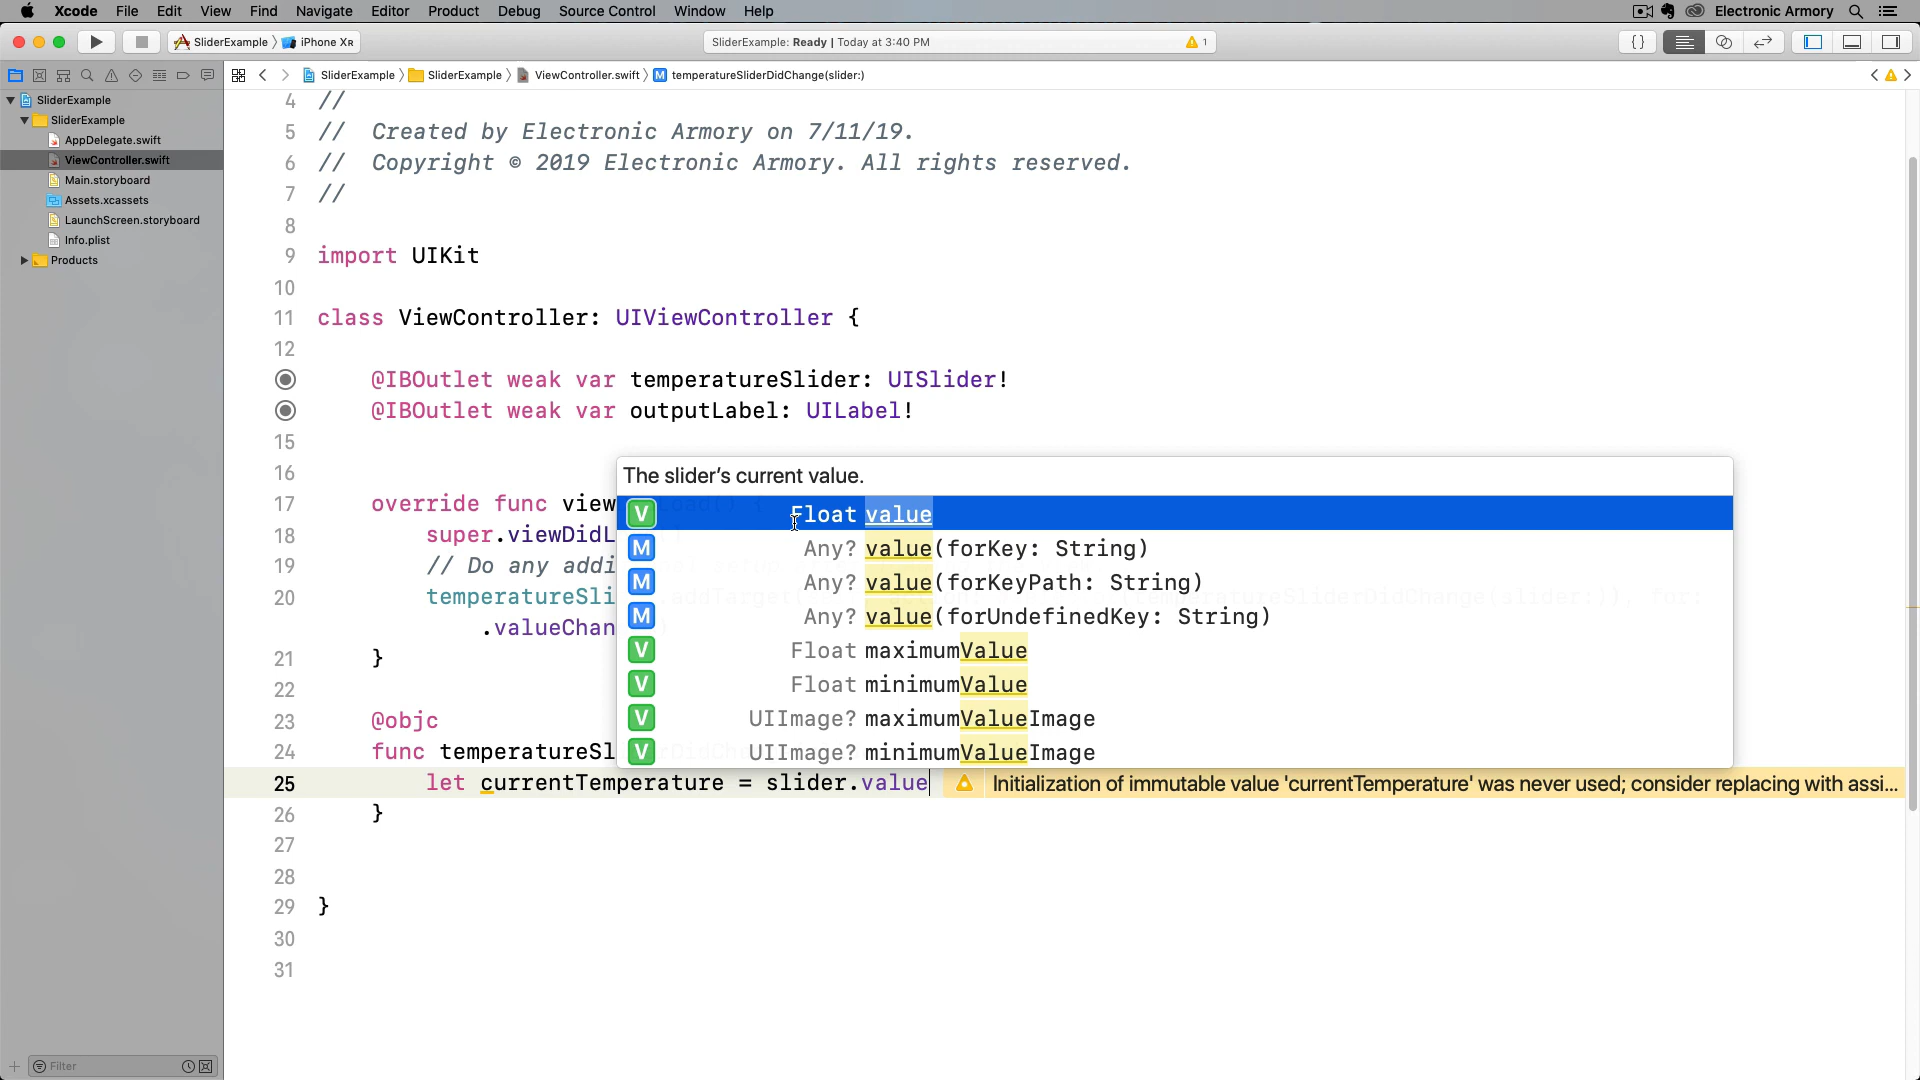 Xcode File Edit View Find Navigate Editor Product Debug Source Control Window Help Electronic Armory
SliderExample iPhone XR SliderExample: Ready | Today at 3:40 PM 1 {}
SliderExample SliderExample ViewController.swift M temperatureSliderDidChange(slider:)
SliderExample
SliderExample
AppDelegate.swift
ViewController.swift
Main.storyboard
Assets.xcassets
LaunchScreen.storyboard
Info.plist
Products
Filter
4 //
5 // Created by Electronic Armory on 7/11/19.
6 // Copyright © 2019 Electronic Armory. All rights reserved.
7 //
8
9 import UIKit
10
11 class ViewController: UIViewController {
12
@IBOutlet weak var temperatureSlider: UISlider!
@IBOutlet weak var outputLabel: UILabel!
15
16
17 override func view
18 super.viewDidL
19 // Do any addi
20 temperatureSli
.valueChan
21 }
22
23 @objc
24 func temperatureSl
25 let currentTemperature = slider.value
26 }
27
28
29 }
30
31
The slider's current value.
V Float value
M Any? value(forKey: String)
M Any? value(forKeyPath: String)
M Any? value(forUndefinedKey: String)
V Float maximumValue
V Float minimumValue
V UIImage? maximumValueImage
V UIImage? minimumValueImage
Initialization of immutable value 'currentTemperature' was never used; consider replacing with assi...